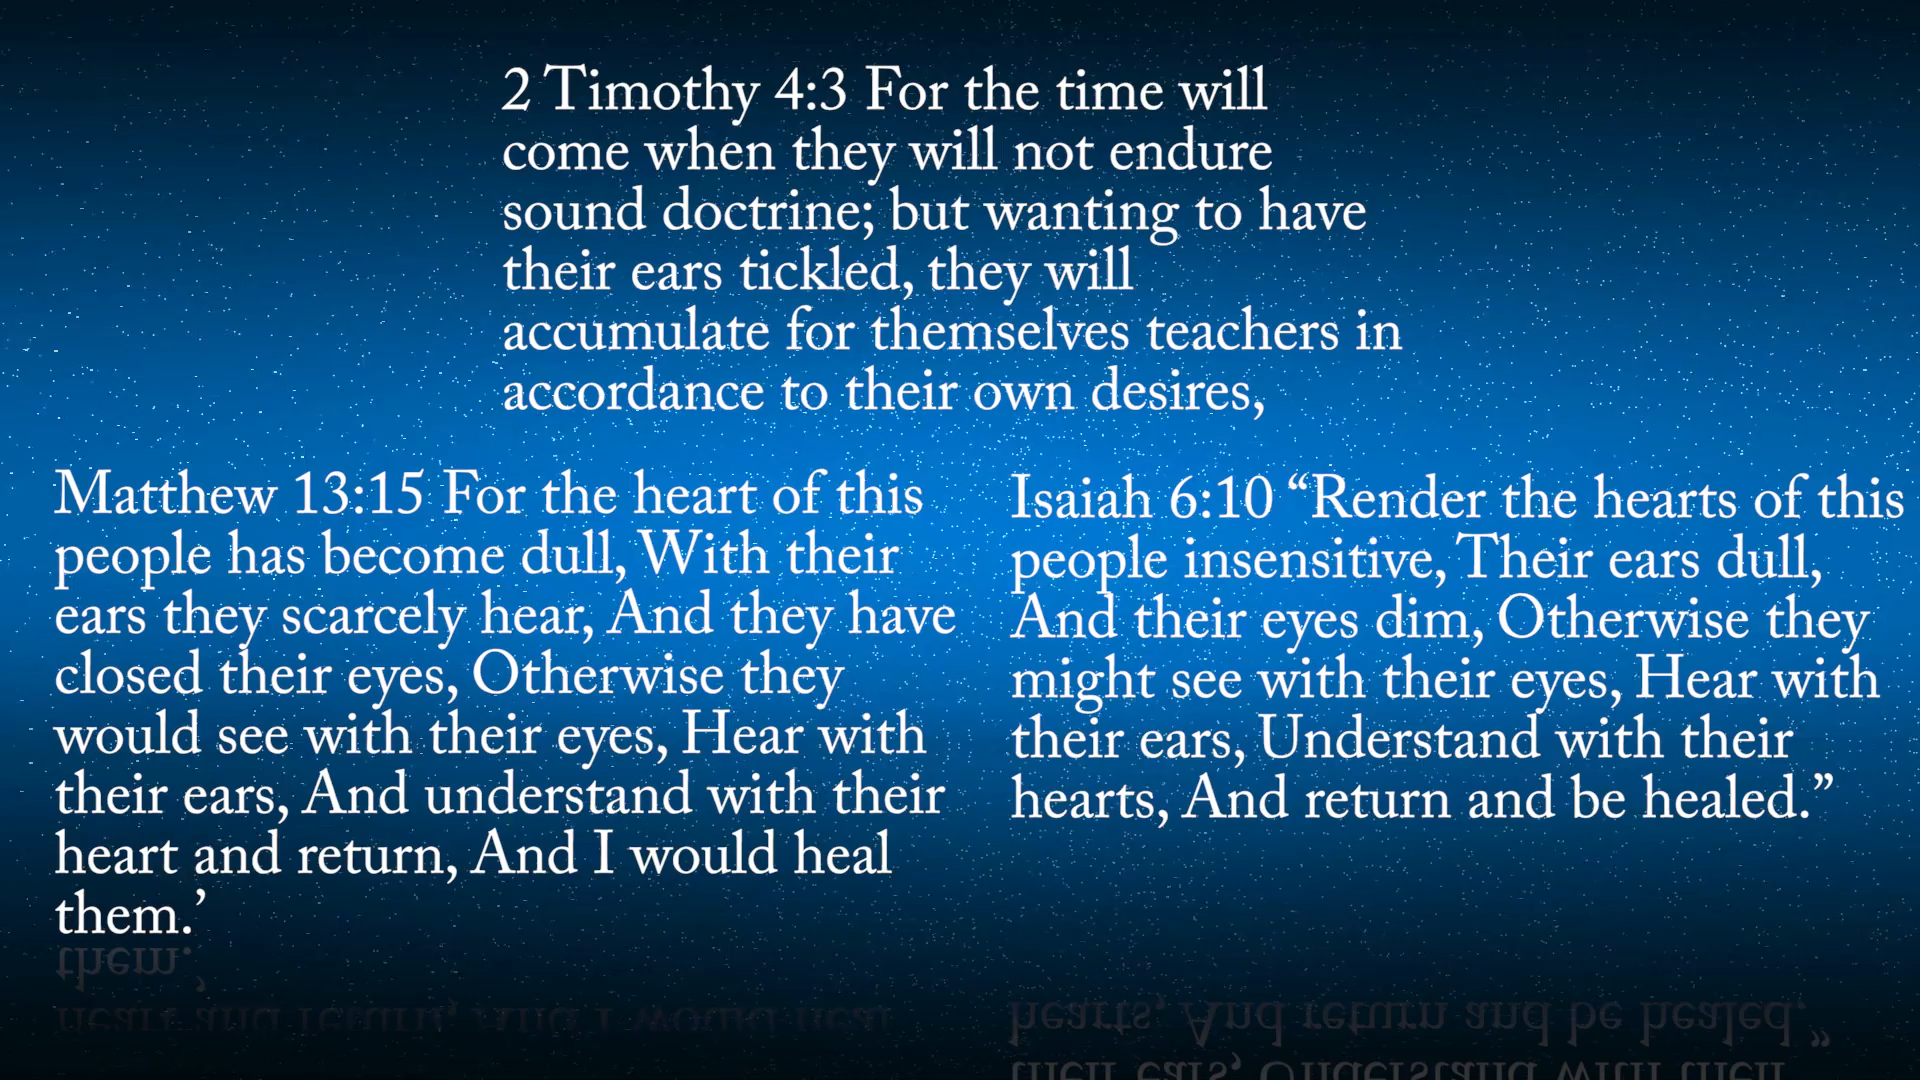 2 Timothy 4:3 For the time will
come when they will not endure
sound doctrine; but wanting to have
their ears tickled, they will
accumulate for themselves teachers in
accordance to their own desires,
Matthew 13:15 For the heart of this
people has become dull, With their
ears they scarcely hear, And they have
closed their eyes, Otherwise they
would see with their eyes, Hear with
their ears, And understand with their
heart and return, And I would heal
them.’
Isaiah 6:10 “Render the hearts of this
people insensitive, Their ears dull,
And their eyes dim, Otherwise they
might see with their eyes, Hear with
their ears, Understand with their
hearts, And return and be healed.”